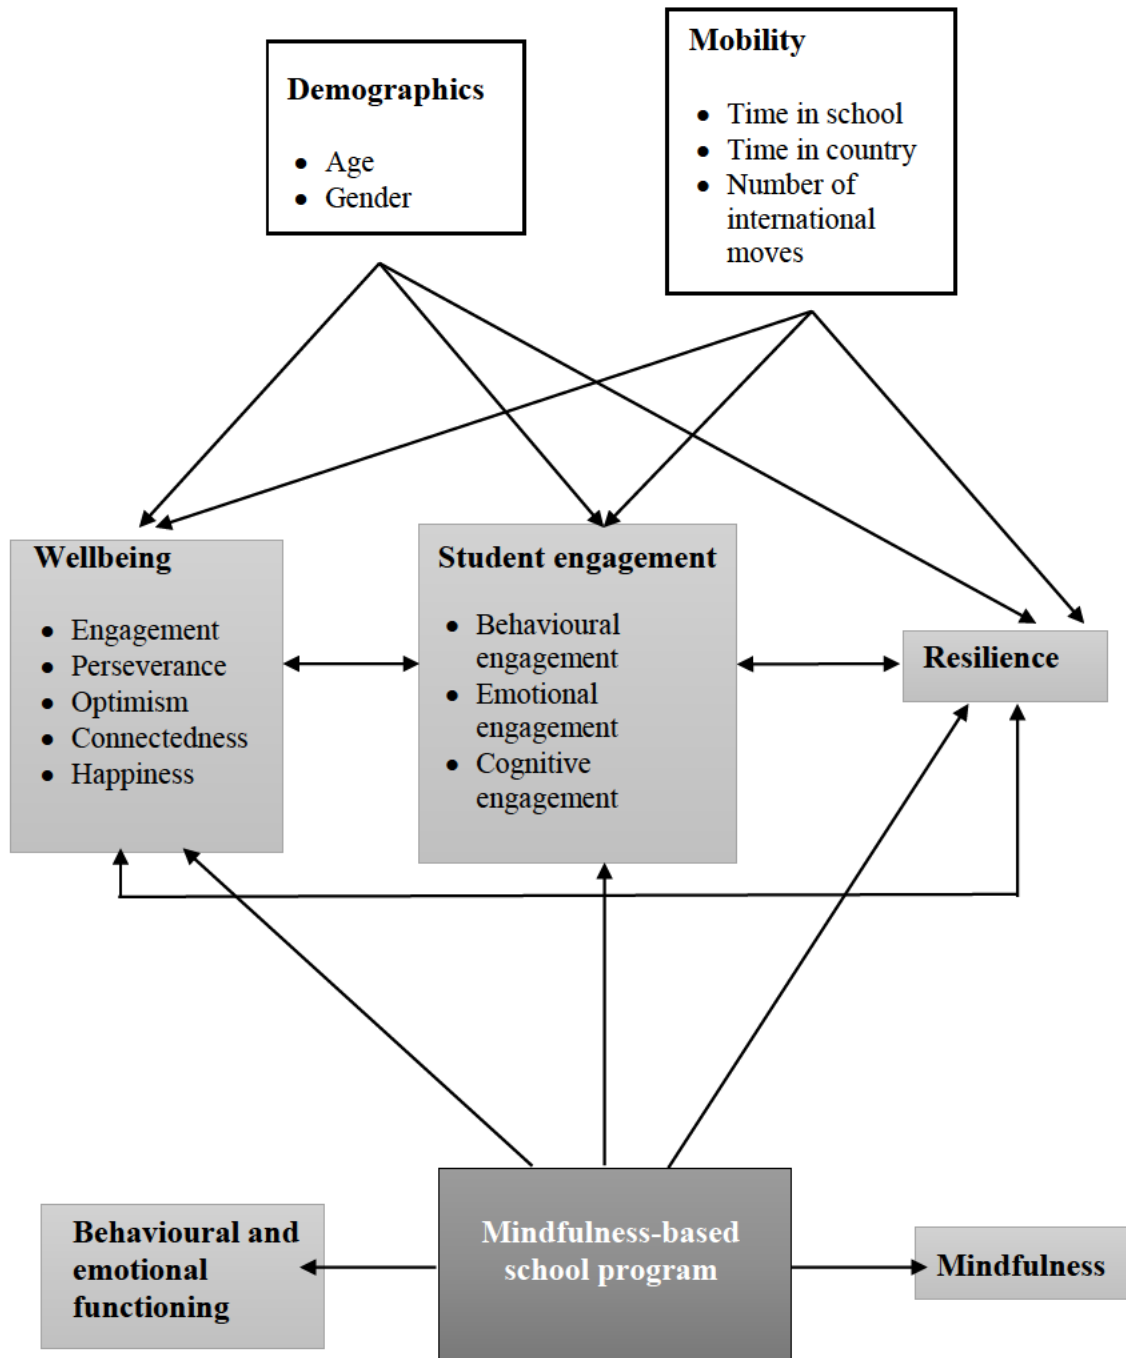 Demographics
• Age
• Gender
Mobility
• Time in school
• Time in country
• Number of
international
moves
Wellbeing
• Engagement
• Perseverance
• Optimism
• Connectedness
• Happiness
Student engagement
• Behavioural
engagement
• Emotional
engagement
• Cognitive
engagement
Resilience
Behavioural and
emotional
functioning
Mindfulness-based
school program
Mindfulness